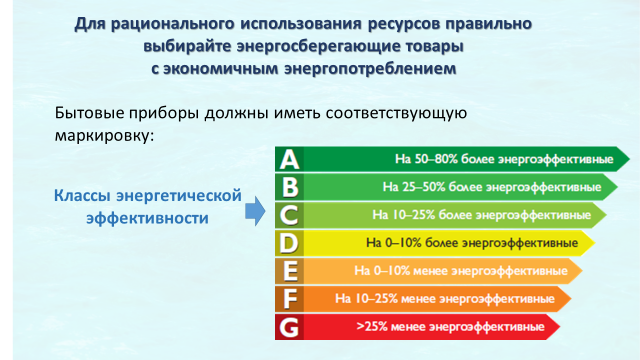 Для рационального использования ресурсов правильно
выбирайте энергосберегающие товары
с экономичным энергопотреблением
Бытовые приборы должны иметь соответствующую
маркировку:
Классы энергетической
эффективности
A На 50–80% более энергоэффективные
B На 25–50% более энергоэффективные
C На 10–25% более энергоэффективные
D На 0–10% более энергоэффективные
E На 0–10% менее энергоэффективные
F На 10–25% менее энергоэффективные
G >25% менее энергоэффективные